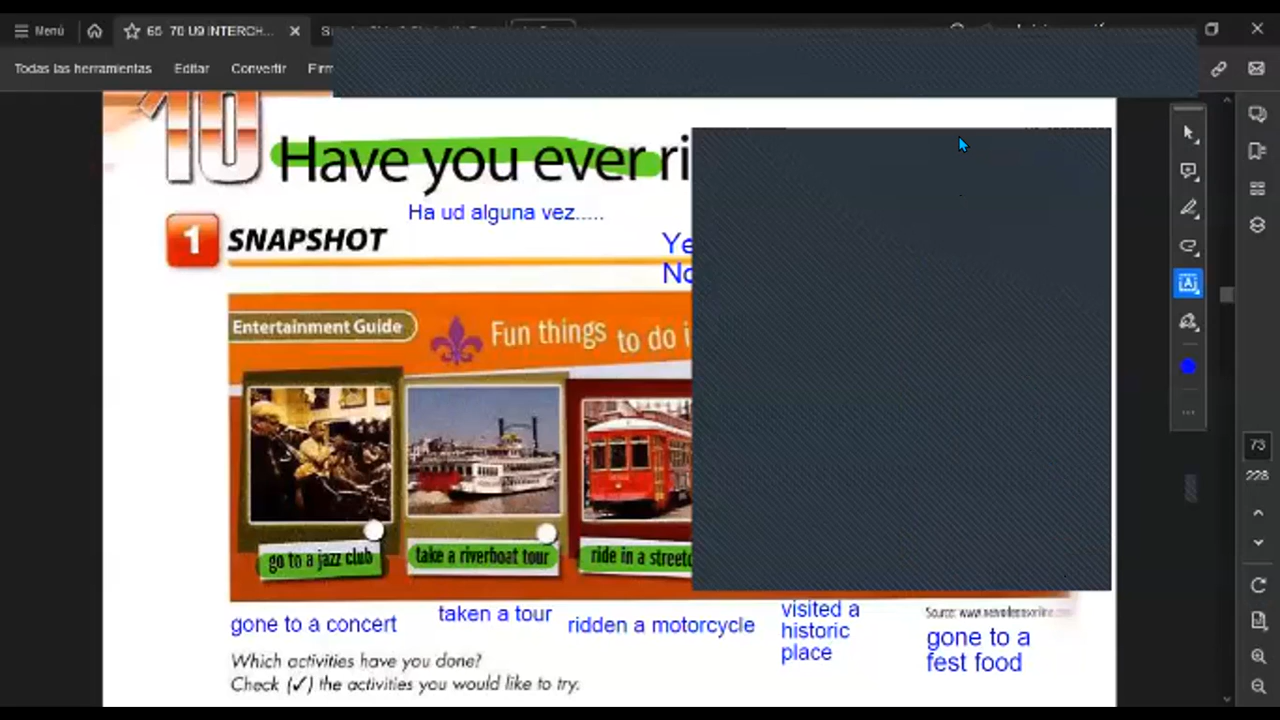 Menú
65_70 U9 INTERCH...
Todas las herramientas
Editar
Convertir
10
Have you ever ri
Ha ud alguna vez.....
1 SNAPSHOT
Ye
No
Entertainment Guide
Fun things to do i
go to a jazz club
take a riverboat tour
ride in a streetc
gone to a concert
taken a tour
ridden a motorcycle
visited a
historic
place
Source:
gone to a
fest food
Which activities have you done?
Check (✓) the activities you would like to try.
73
228